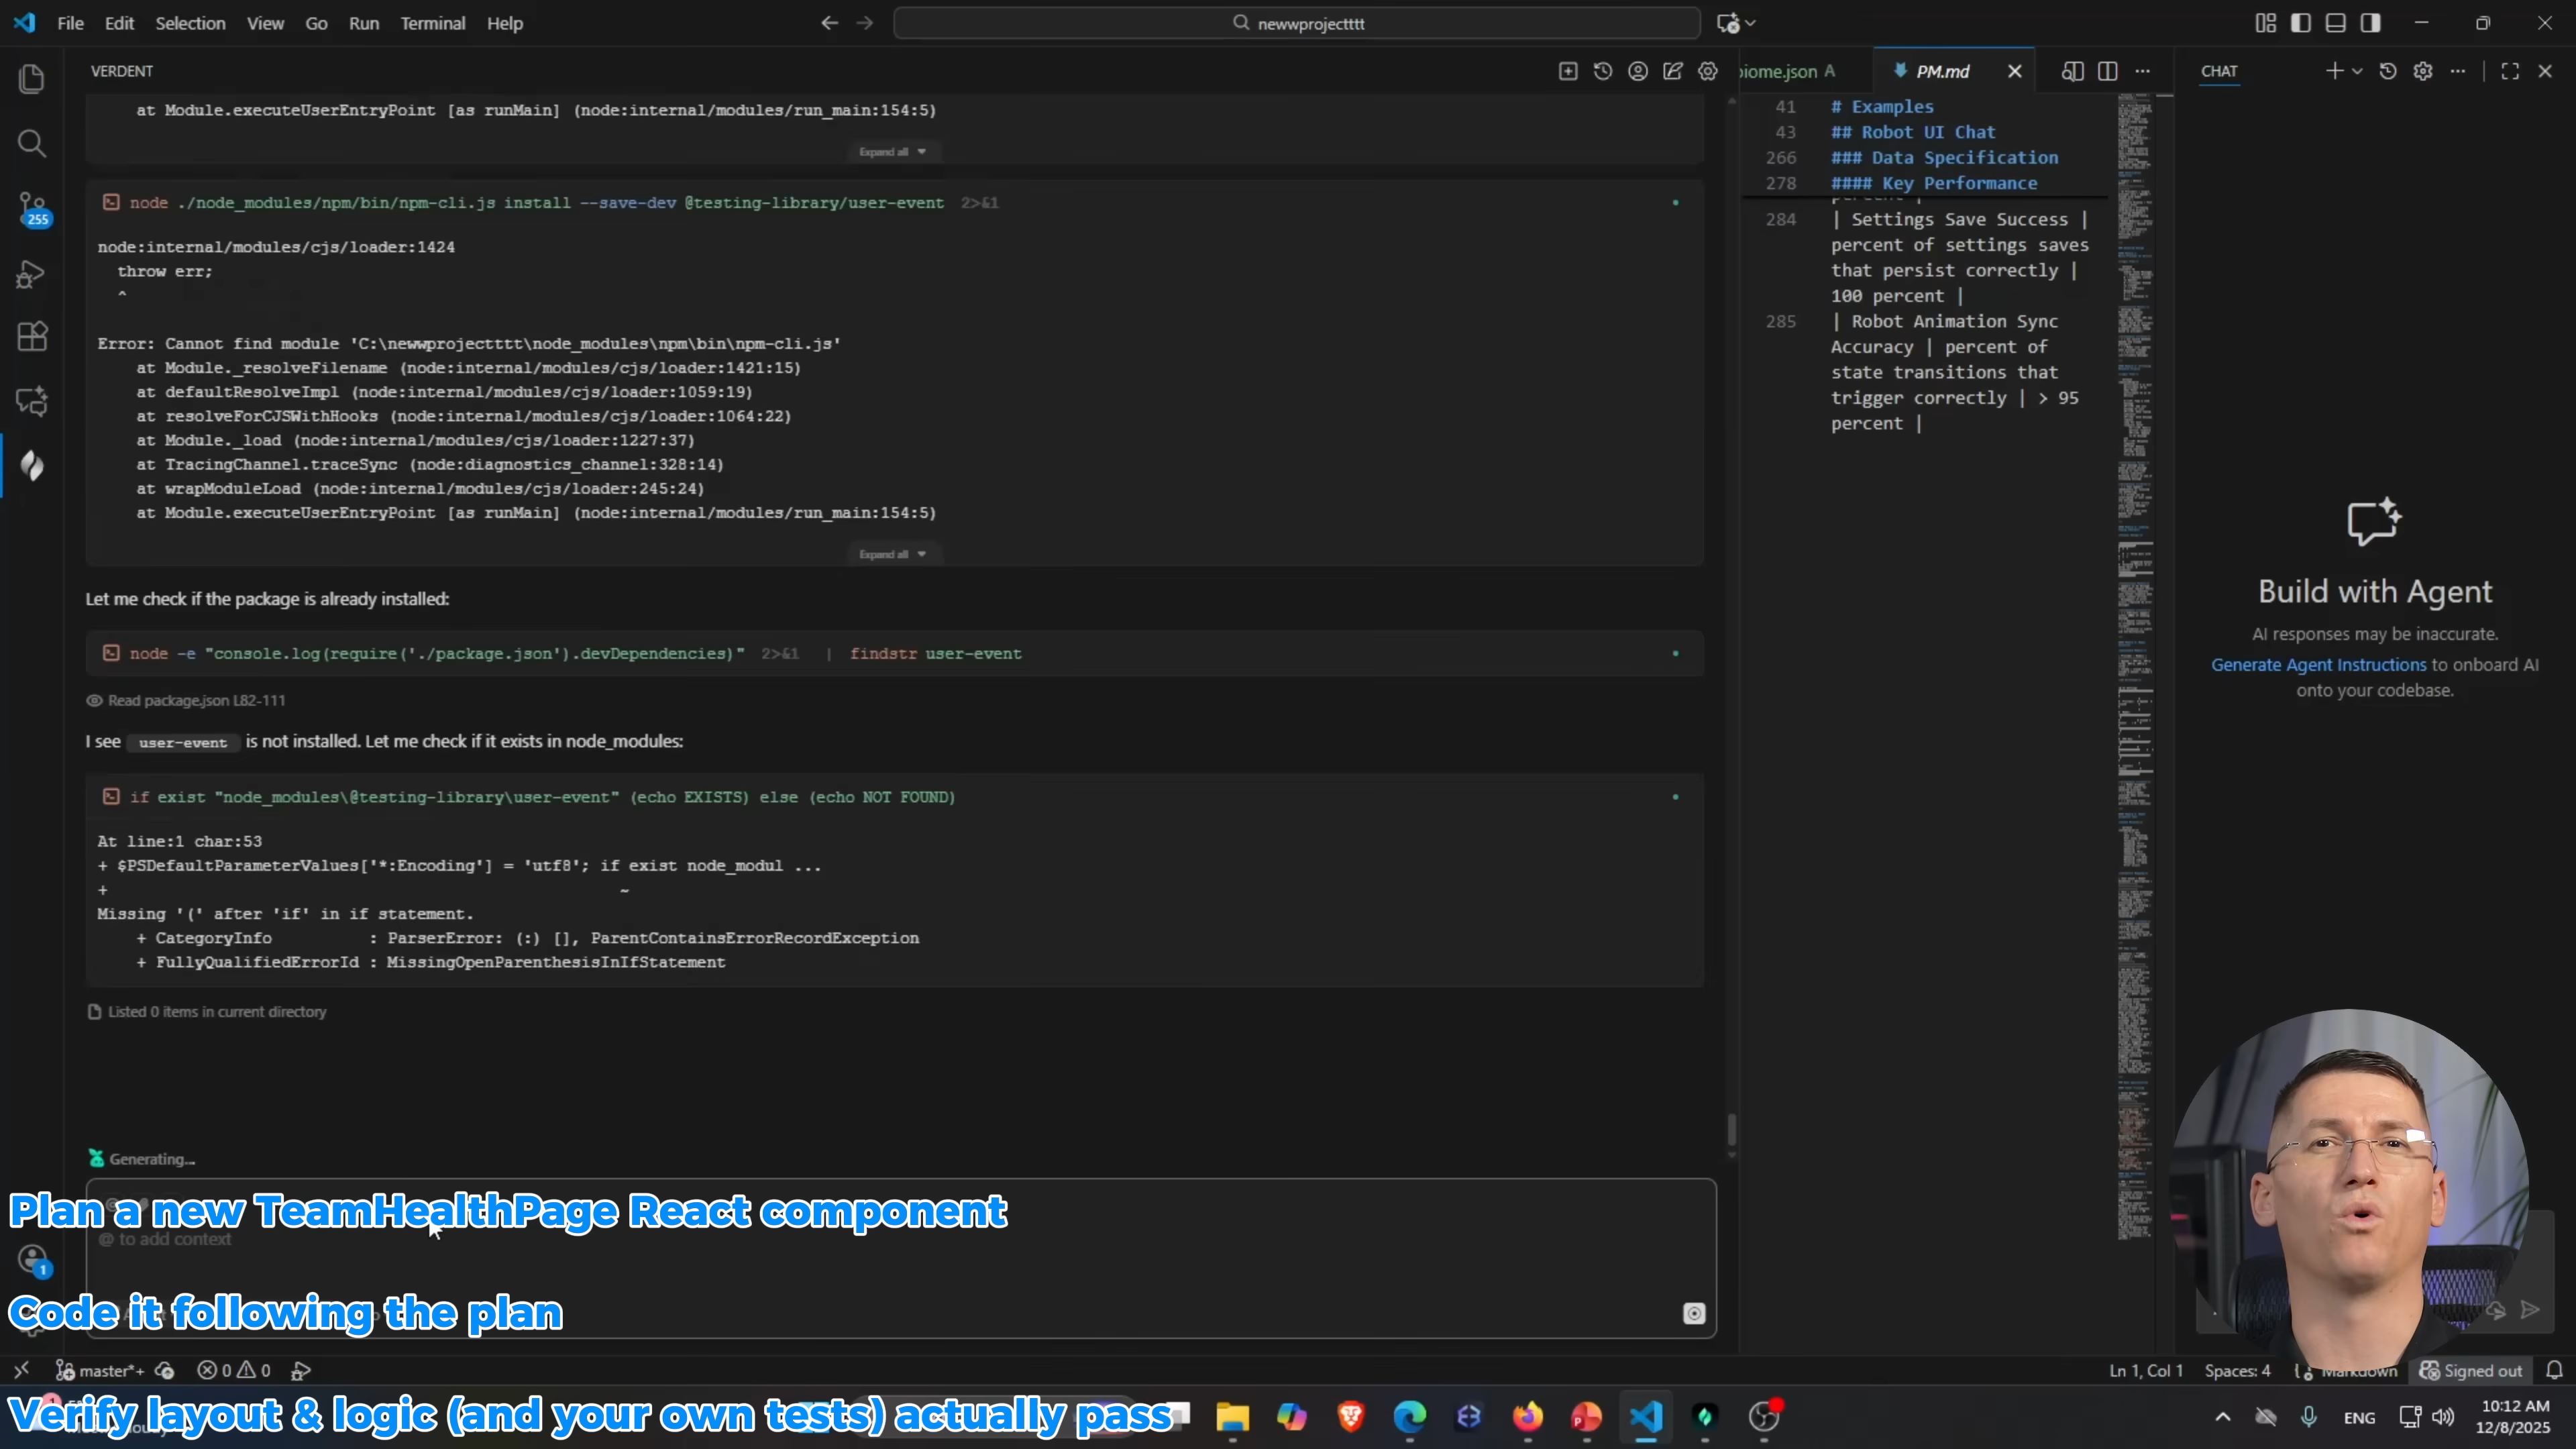 File Edit Selection View Go Run Terminal Help
newwprojectttt
VERDENT
biome.json A
PM.md
CHAT
at Module.executeUserEntryPoint [as runMain] (node:internal/modules/run_main:154:5)
Expand all
node ./node_modules/npm/bin/npm-cli.js install --save-dev @testing-library/user-event 2>&1
node:internal/modules/cjs/loader:1424
throw err;
^
Error: Cannot find module 'C:\newwprojectttt\node_modules\npm\bin\npm-cli.js'
at Module._resolveFilename (node:internal/modules/cjs/loader:1421:15)
at defaultResolveImpl (node:internal/modules/cjs/loader:1059:19)
at resolveForCJSWithHooks (node:internal/modules/cjs/loader:1064:22)
at Module._load (node:internal/modules/cjs/loader:1227:37)
at TracingChannel.traceSync (node:diagnostics_channel:328:14)
at wrapModuleLoad (node:internal/modules/cjs/loader:245:24)
at Module.executeUserEntryPoint [as runMain] (node:internal/modules/run_main:154:5)
Expand all
Let me check if the package is already installed:
node -e "console.log(require('./package.json').devDependencies)" 2>&1 | findstr user-event
Read package.json L82-111
I see user-event is not installed. Let me check if it exists in node_modules:
if exist "node_modules\@testing-library\user-event" (echo EXISTS) else (echo NOT FOUND)
At line:1 char:53
+ $PSDefaultParameterValues['*:Encoding'] = 'utf8'; if exist node_modul ...
+ ~
Missing '(' after 'if' in if statement.
+ CategoryInfo : ParserError: (:) [], ParentContainsErrorRecordException
+ FullyQualifiedErrorId : MissingOpenParenthesisInIfStatement
Listed 0 items in current directory
Generating...
Plan a new TeamHealthPage React component
@ to add context
Code it following the plan
41 # Examples
43 ## Robot UI Chat
266 ### Data Specification
278 #### Key Performance
percent |
284 | Settings Save Success |
percent of settings saves
that persist correctly |
100 percent |
285 | Robot Animation Sync
Accuracy | percent of
state transitions that
trigger correctly | > 95
percent |
Build with Agent
AI responses may be inaccurate.
Generate Agent Instructions to onboard AI
onto your codebase.
255
1
master*+ 0 0
Ln 1, Col 1 Spaces: 4 Markdown Signed out
Verify layout & logic (and your own tests) actually pass
ENG
10:12 AM
12/8/2025